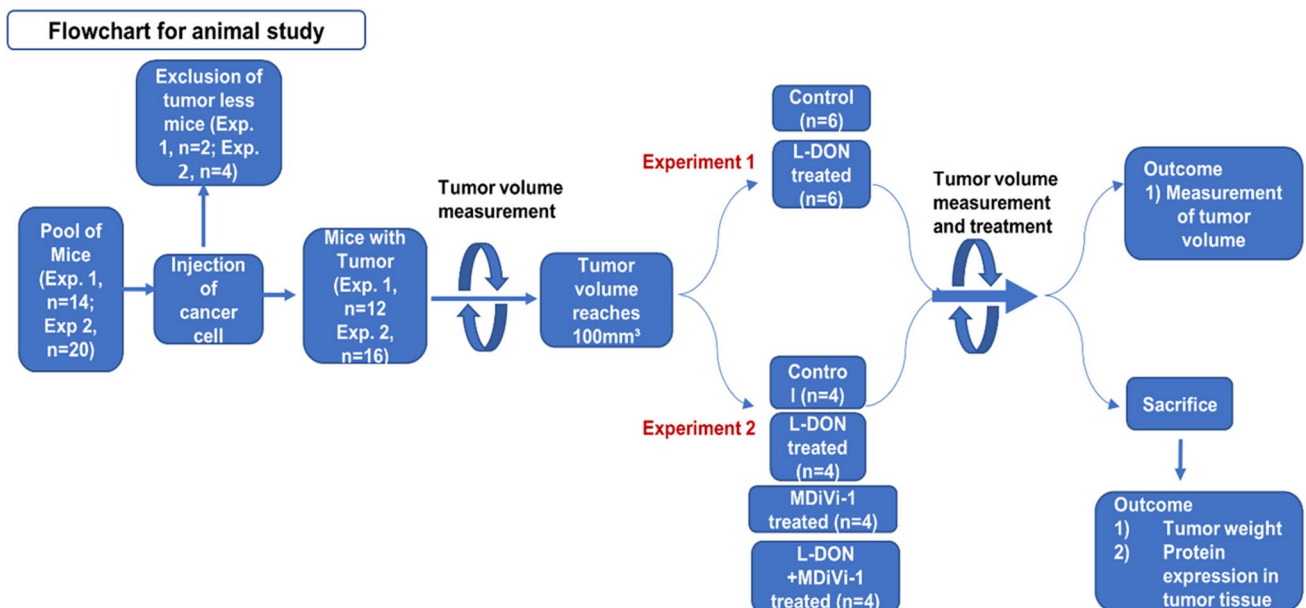 Flowchart for animal study
Exclusion of
tumor less
mice (Exp.
1, n=2; Exp.
2, n=4)
Pool of
Mice
(Exp. 1,
n=14;
Exp 2,
n=20)
Injection
of
cancer
cell
Mice with
Tumor
(Exp. 1,
n=12
Exp. 2,
n=16)
Tumor volume
measurement
Tumor
volume
reaches
100mm³
Experiment 1
Control
(n=6)
L-DON
treated
(n=6)
Experiment 2
Contro
l (n=4)
L-DON
treated
(n=4)
MDiVi-1
treated (n=4)
L-DON
+MDiVi-1
treated (n=4)
Tumor volume
measurement
and treatment
Outcome
1) Measurement
of tumor
volume
Sacrifice
Outcome
1) Tumor weight
2) Protein
expression in
tumor tissue